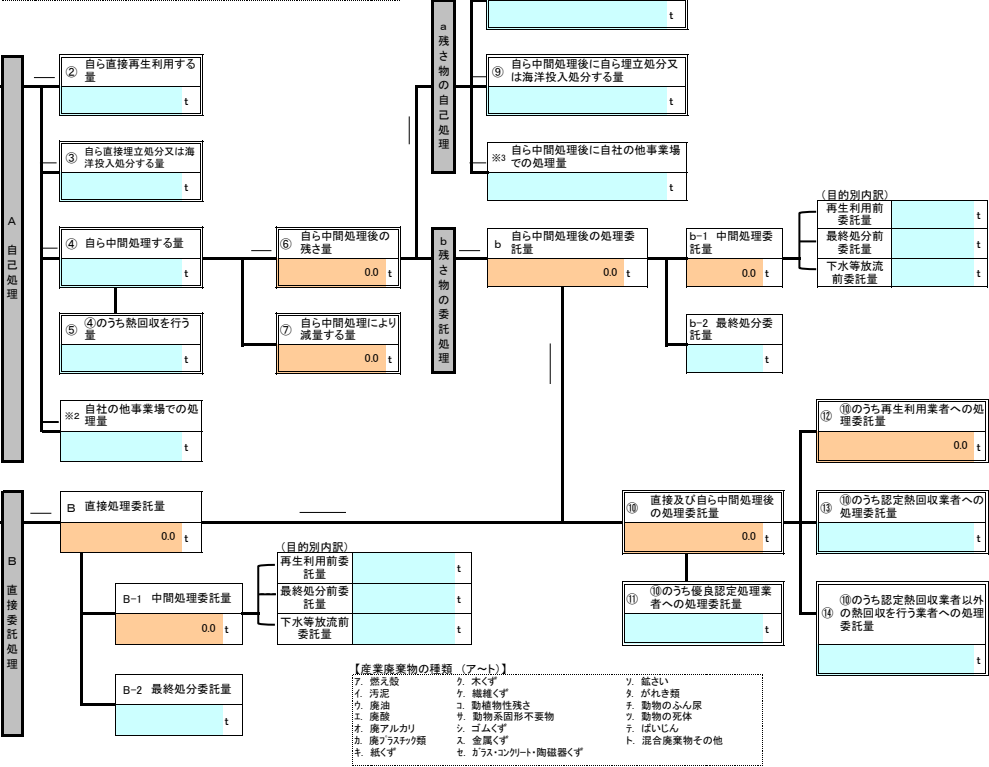 t
a 残さ物の自己処理
② 自ら直接再生利用する
量
t
⑨ 自ら中間処理後に自ら埋立処分又
は海洋投入処分する量
t
③ 自ら直接埋立処分又は海
洋投入処分する量
t
※3 自ら中間処理後に自社の他事業場
での処理量
t
A 自己処理
④ 自ら中間処理する量
t
⑥ 自ら中間処理後の
残さ量
0.0 t
b 残さ物の委託処理
b 自ら中間処理後の処理委
託量
0.0 t
b-1 中間処理委
託量
0.0 t
(目的別内訳)
再生利用前
委託量
t
最終処分前
委託量
t
下水等放流
前委託量
t
⑤ ④のうち熱回収を行う
量
t
⑦ 自ら中間処理により
減量する量
0.0 t
b-2 最終処分委
託量
t
※2 自社の他事業場での処
理量
t
⑫ ⑩のうち再生利用業者への処
理委託量
0.0 t
B 直接委託処理
B 直接処理委託量
0.0 t
⑩ 直接及び自ら中間処理後
の処理委託量
0.0 t
⑬ ⑩のうち認定熱回収業者への
処理委託量
t
(目的別内訳)
再生利用前委
託量
t
最終処分前委
託量
t
下水等放流前
委託量
t
B-1 中間処理委託量
0.0 t
⑪ ⑩のうち優良認定処理業
者への処理委託量
t
⑭ ⑩のうち認定熱回収業者以外
の熱回収を行う業者への処理
委託量
t
B-2 最終処分委託量
t
【産業廃棄物の種類 (ア～ト)】
ア. 燃え殻
イ. 汚泥
ウ. 廃油
エ. 廃酸
オ. 廃アルカリ
カ. 廃プラスチック類
キ. 紙くず
ク. 木くず
ケ. 繊維くず
コ. 動植物性残さ
サ. 動物系固形不要物
シ. ゴムくず
ス. 金属くず
セ. ガラス・コンクリート・陶磁器くず
ソ. 鉱さい
タ. がれき類
チ. 動物のふん尿
ツ. 動物の死体
テ. ばいじん
ト. 混合廃棄物その他